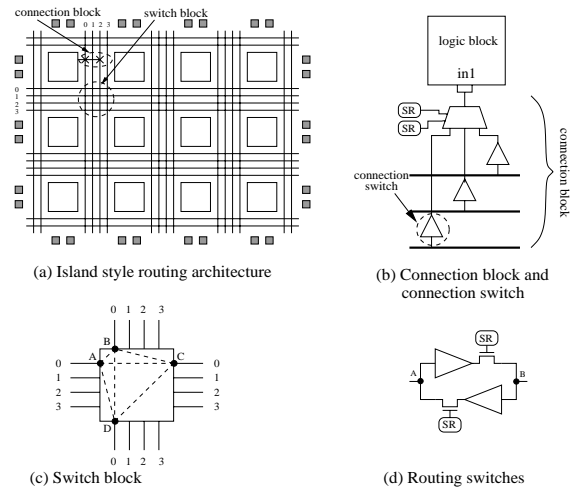 connection block
switch block
0 1 2 3
0
1
2
3
(a) Island style routing architecture
logic block
in1
SR
SR
connection
switch
connection block
(b) Connection block and
connection switch
0 1 2 3
B
A
C
D
0
1
2
3
0
1
2
3
0 1 2 3
(c) Switch block
SR
A
B
SR
(d) Routing switches